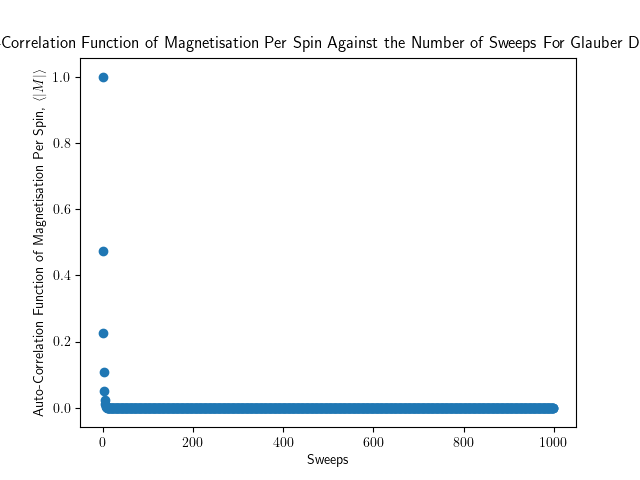 -Correlation Function of Magnetisation Per Spin Against the Number of Sweeps For Glauber D
Auto-Correlation Function of Magnetisation Per Spin, ⟨|M|⟩
1.0
0.8
0.6
0.4
0.2
0.0
0 200 400 600 800 1000
Sweeps